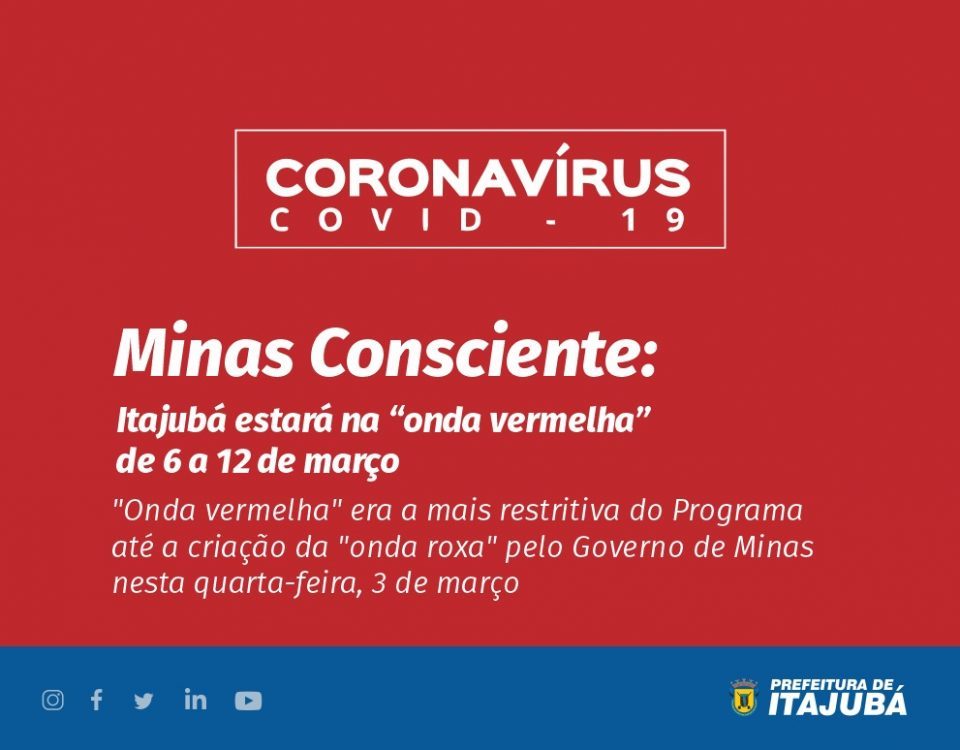 CORONAVÍRUS
COVID - 19
Minas Consciente:
Itajubá estará na “onda vermelha”
de 6 a 12 de março
"Onda vermelha" era a mais restritiva do Programa
até a criação da "onda roxa" pelo Governo de Minas
nesta quarta-feira, 3 de março
PREFEITURA DE
ITAJUBÁ